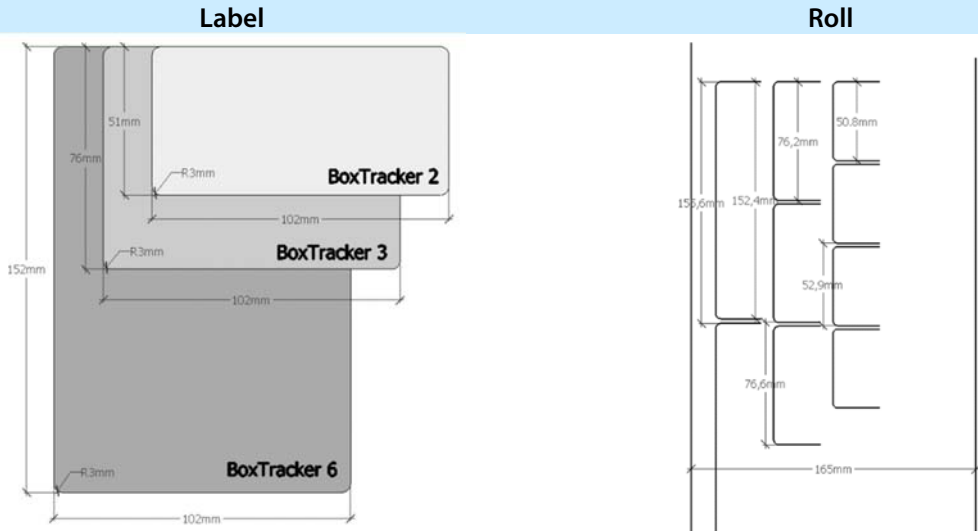 Label
Roll
51mm
76mm
R3mm
BoxTracker 2
102mm
R3mm
BoxTracker 3
152mm
102mm
R3mm
BoxTracker 6
102mm
50.8mm
76,2mm
152,4mm
52,9mm
76,6mm
165mm